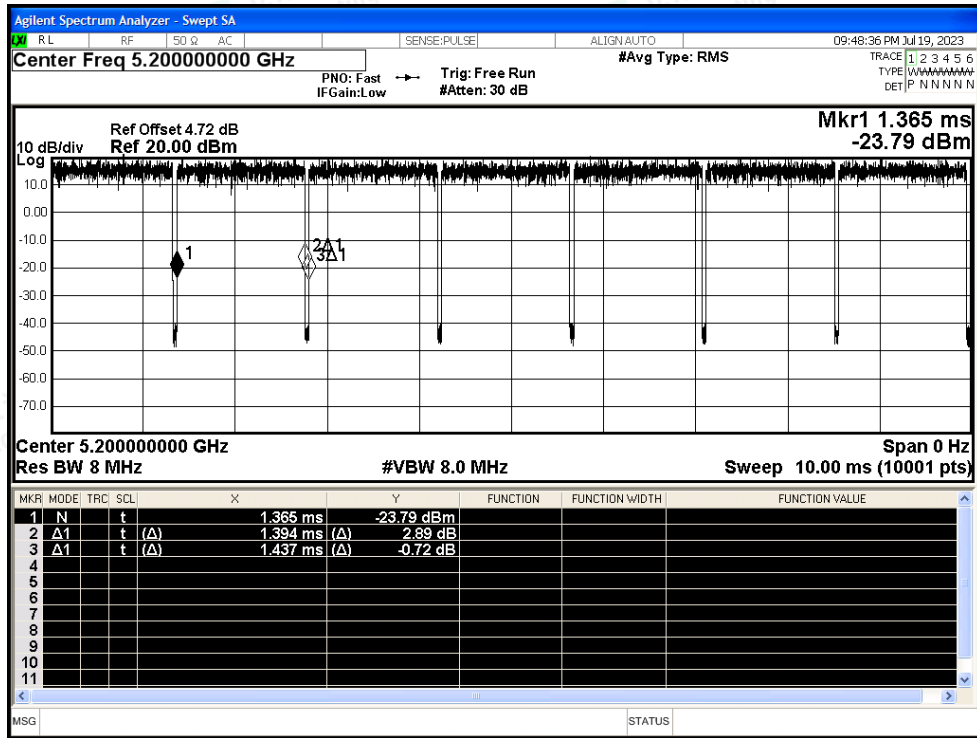 Agilent Spectrum Analyzer - Swept SA
LXI RL RF 50 Ω AC SENSE:PULSE ALIGN AUTO 09:48:36 PM Jul 19, 2023
Center Freq 5.200000000 GHz #Avg Type: RMS TRACE 1 2 3 4 5 6
PNO: Fast Trig: Free Run TYPE WWWWWW
IFGain:Low #Atten: 30 dB DET P N N N N N
Mkr1 1.365 ms
Ref Offset 4.72 dB
10 dB/div Ref 20.00 dBm -23.79 dBm
Log
10.0
0.00
-10.0
1 2Δ1
3Δ1
-20.0
-30.0
-40.0
-50.0
-60.0
-70.0
Center 5.200000000 GHz Span 0 Hz
Res BW 8 MHz #VBW 8.0 MHz Sweep 10.00 ms (10001 pts)
MKR MODE TRC SCL X Y FUNCTION FUNCTION WIDTH FUNCTION VALUE
1 N t 1.365 ms -23.79 dBm
2 Δ1 t (Δ) 1.394 ms (Δ) 2.89 dB
3 Δ1 t (Δ) 1.437 ms (Δ) -0.72 dB
4
5
6
7
8
9
10
11
MSG STATUS